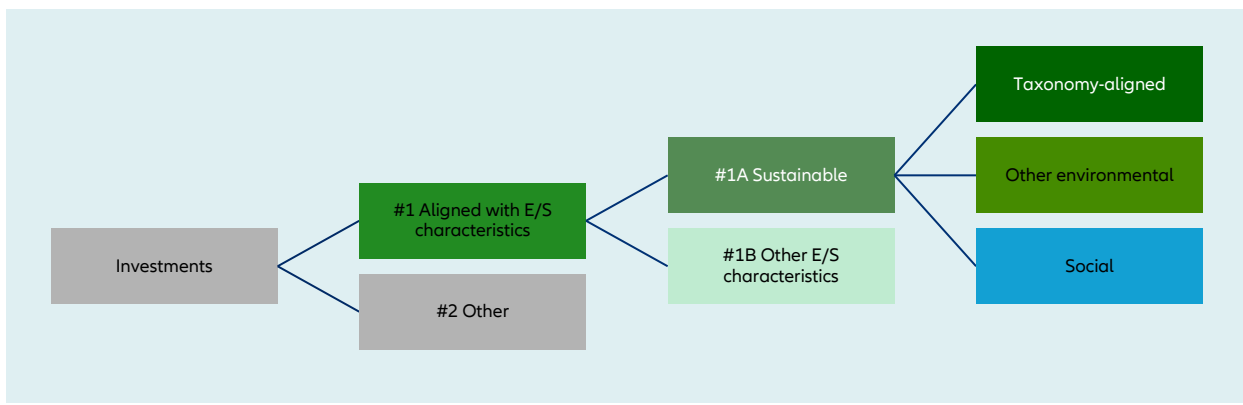 Investments
#1 Aligned with E/S
characteristics
#2 Other
#1A Sustainable
#1B Other E/S
characteristics
Taxonomy-aligned
Other environmental
Social